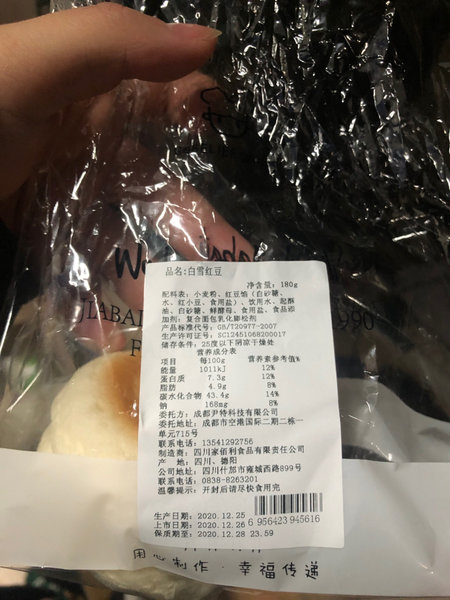 JIABAI
1990
品名:白雪红豆
净含量: 180g
配料表: 小麦粉、红豆馅(白砂糖、
水、红小豆、食用盐)、饮用水、起酥
油、白砂糖、鲜酵母、食用盐、食品添
加剂: 复合面包乳化膨松剂
产品标准代号: GB/T20977-2007
生产许可证号: SC12451068200017
储存条件: 25度以下阴凉干燥处
营养成分表
项目 每100g 营养素参考值%
能量 1011kJ 12%
蛋白质 7.3g 12%
脂肪 4.9g 8%
碳水化合物 43.4g 14%
钠 168mg 8%
委托方: 成都尹特科技有限公司
委托地址: 成都市空港国际二期二栋一
单元715号
联系电话: 13541292756
制造商: 四川家佰利食品有限责任公司
产 地: 四川、德阳
公司地址: 四川什邡市雍城西路899号
联系电话: 0838-8263201
温馨提示: 开封后请尽快食用完
生产日期: 2020.12.25
上市日期: 2020.12.26
保质期至: 2020.12.28 23.59
6 956423 945616
用心制作·幸福传递